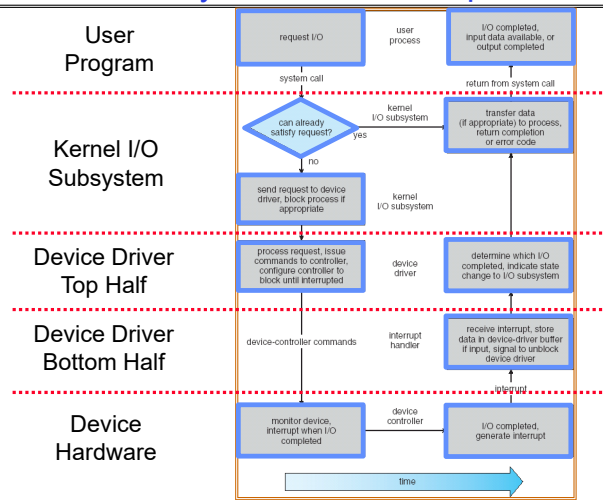 User
Program
request I/O
user
process
I/O completed,
input data available, or
output completed
system call
return from system call
Kernel I/O
Subsystem
can already
satisfy request?
yes
no
kernel
I/O subsystem
transfer data
(if appropriate) to process,
return completion
or error code
send request to device
driver, block process if
appropriate
kernel
I/O subsystem
Device Driver
Top Half
process request, issue
commands to controller,
configure controller to
block until interrupted
device
driver
determine which I/O
completed, indicate state
change to I/O subsystem
Device Driver
Bottom Half
device-controller commands
interrupt
handler
receive interrupt, store
data in device-driver buffer
if input, signal to unblock
device driver
interrupt
Device
Hardware
monitor device,
interrupt when I/O
completed
device
controller
I/O completed,
generate interrupt
time